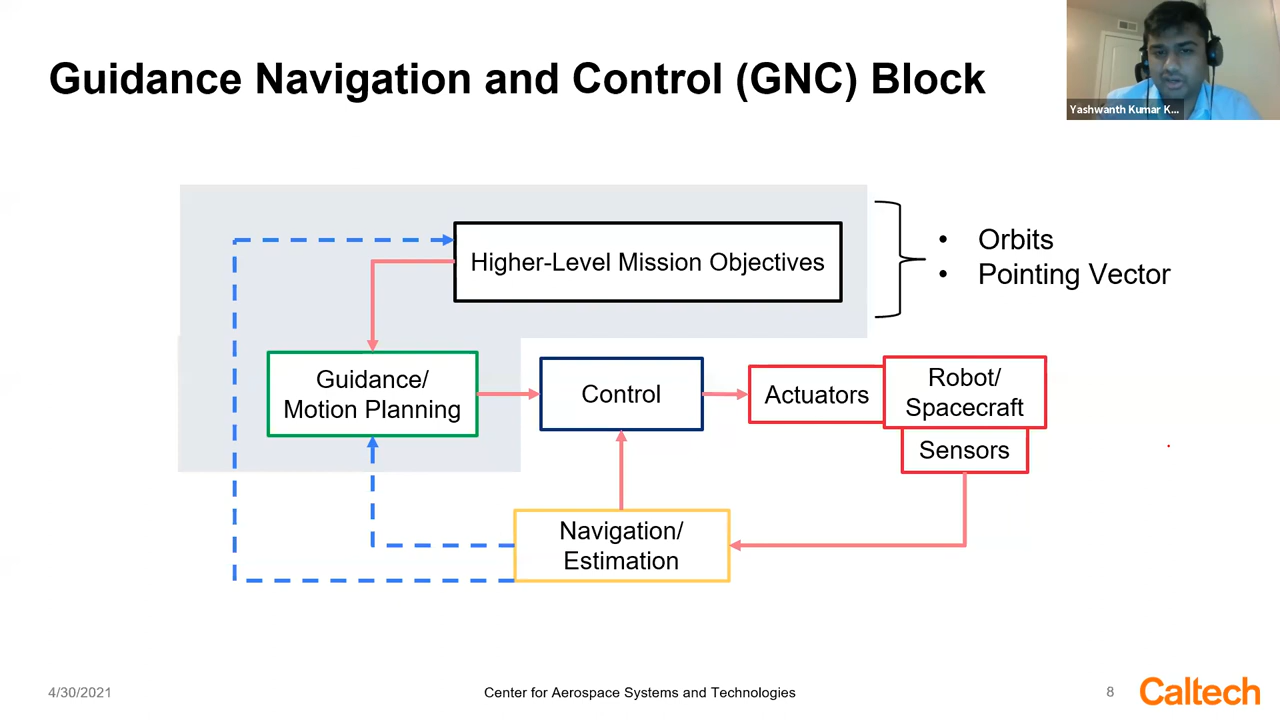 Guidance Navigation and Control (GNC) Block
Yashwanth Kumar K...
Higher-Level Mission Objectives
• Orbits
• Pointing Vector
Guidance/
Motion Planning
Control
Actuators
Robot/
Spacecraft
Sensors
Navigation/
Estimation
4/30/2021
Center for Aerospace Systems and Technologies
8
Caltech